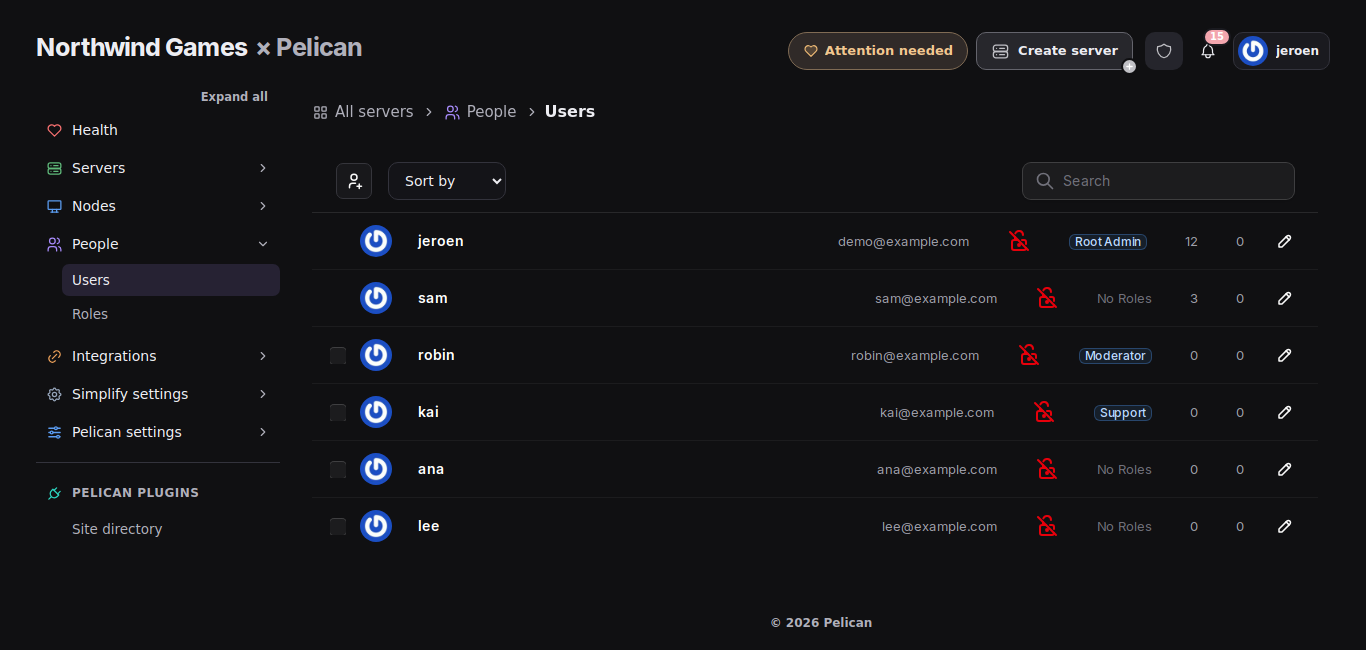 Northwind Games × Pelican
Attention needed
Create server
15
jeroen
Expand all
Health
Servers
Nodes
People
Users
Roles
Integrations
Simplify settings
Pelican settings
PELICAN PLUGINS
Site directory
All servers > People > Users
Sort by
Search
jeroen demo@example.com Root Admin 12 0
sam sam@example.com No Roles 3 0
robin robin@example.com Moderator 0 0
kai kai@example.com Support 0 0
ana ana@example.com No Roles 0 0
lee lee@example.com No Roles 0 0
© 2026 Pelican